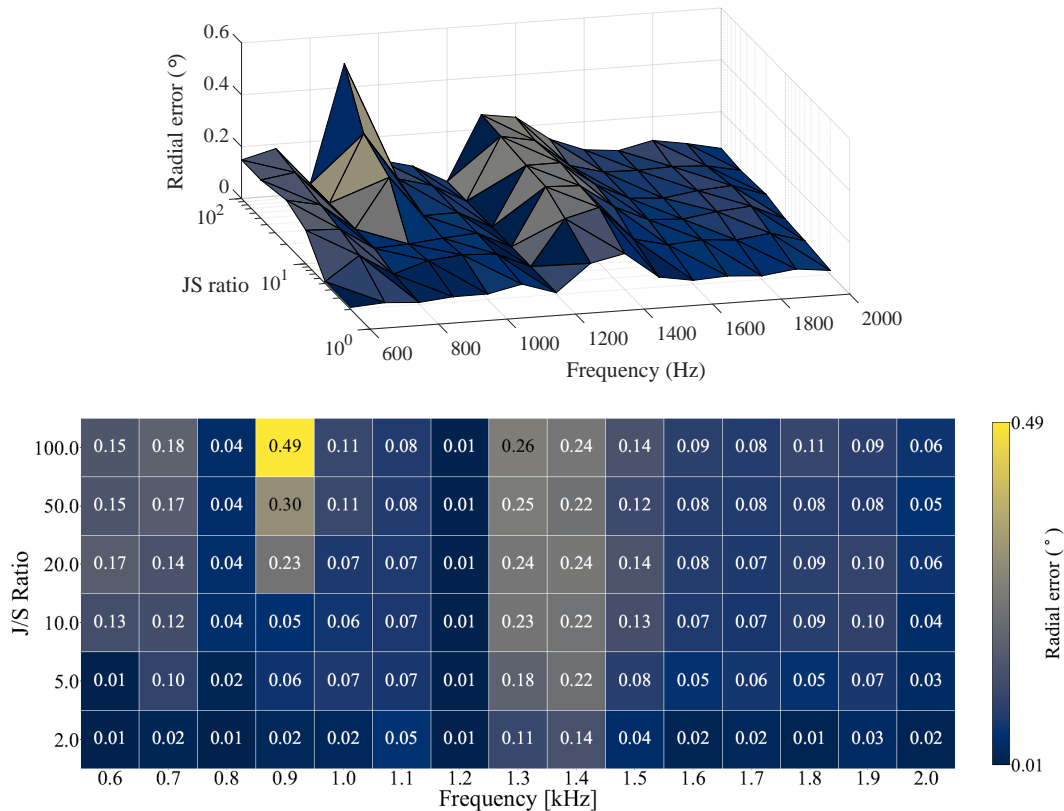 0.6
0.4
0.2
0
Radial error (°)
10² 10¹ 10⁰
JS ratio
600 800 1000 1200 1400 1600 1800 2000
Frequency (Hz)
100.0 0.15 0.18 0.04 0.49 0.11 0.08 0.01 0.26 0.24 0.14 0.09 0.08 0.11 0.09 0.06
50.0 0.15 0.17 0.04 0.30 0.11 0.08 0.01 0.25 0.22 0.12 0.08 0.08 0.08 0.08 0.05
20.0 0.17 0.14 0.04 0.23 0.07 0.07 0.01 0.24 0.24 0.14 0.08 0.07 0.09 0.10 0.06
10.0 0.13 0.12 0.04 0.05 0.06 0.07 0.01 0.23 0.22 0.13 0.07 0.07 0.09 0.10 0.04
5.0 0.01 0.10 0.02 0.06 0.07 0.07 0.01 0.18 0.22 0.08 0.05 0.06 0.05 0.07 0.03
2.0 0.01 0.02 0.01 0.02 0.02 0.05 0.01 0.11 0.14 0.04 0.02 0.02 0.01 0.03 0.02
0.6 0.7 0.8 0.9 1.0 1.1 1.2 1.3 1.4 1.5 1.6 1.7 1.8 1.9 2.0
Frequency [kHz]
J/S Ratio
0.49
0.01
Radial error (°)